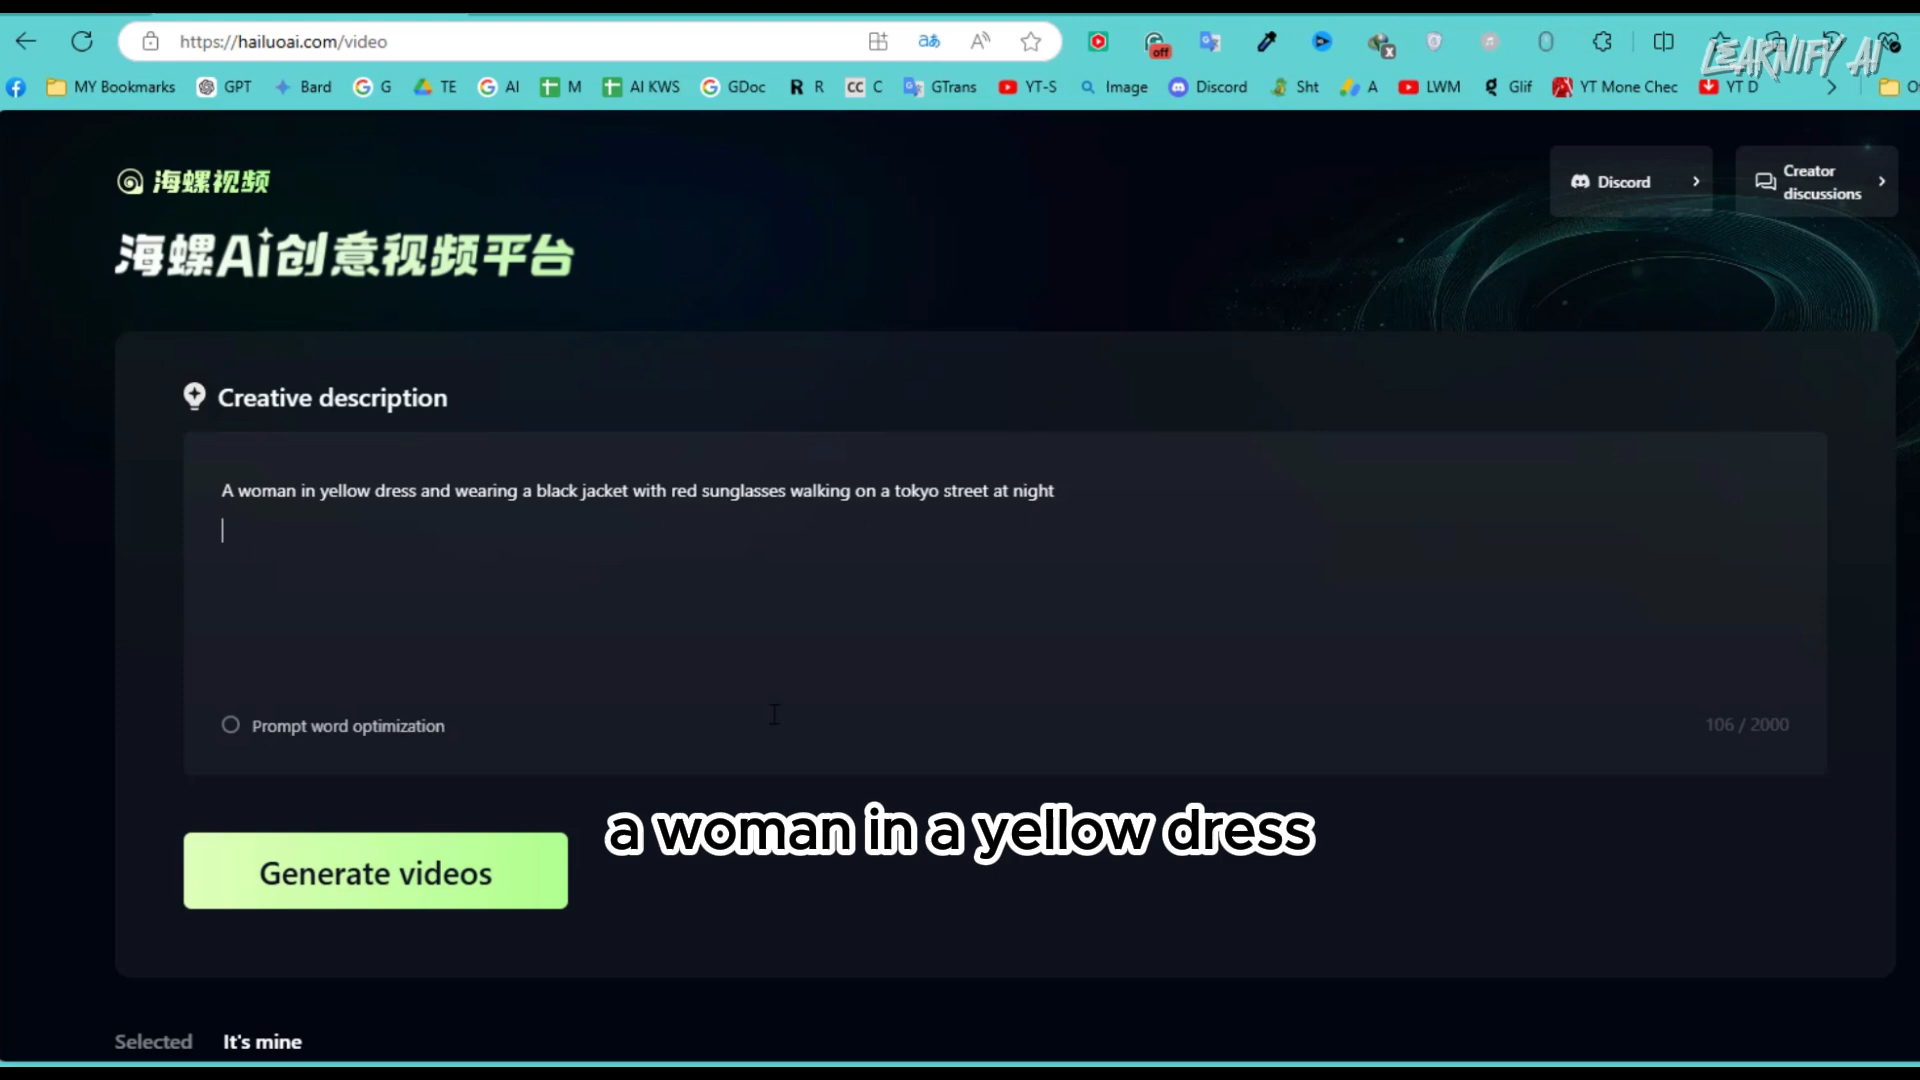 https://hailuoai.com/video
off
LEARNIFY AI
MY Bookmarks GPT Bard G TE AI M AI KWS GDoc R R CC C GTrans YT-S Image Discord Sht A LWM Glif YT Mone Chec YT D
海螺视频
Discord
Creator discussions
海螺Ai创意视频平台
Creative description
A woman in yellow dress and wearing a black jacket with red sunglasses walking on a tokyo street at night
Prompt word optimization
106 / 2000
a woman in a yellow dress
Generate videos
Selected It's mine